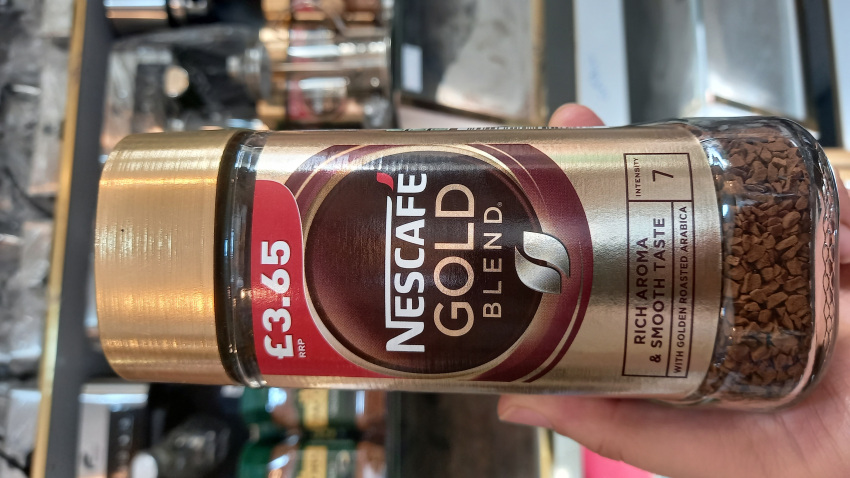 £3.65
RRP
NESCAFÉ
GOLD
BLEND®
INTENSITY
7
RICH AROMA
& SMOOTH TASTE
WITH GOLDEN ROASTED ARABICA